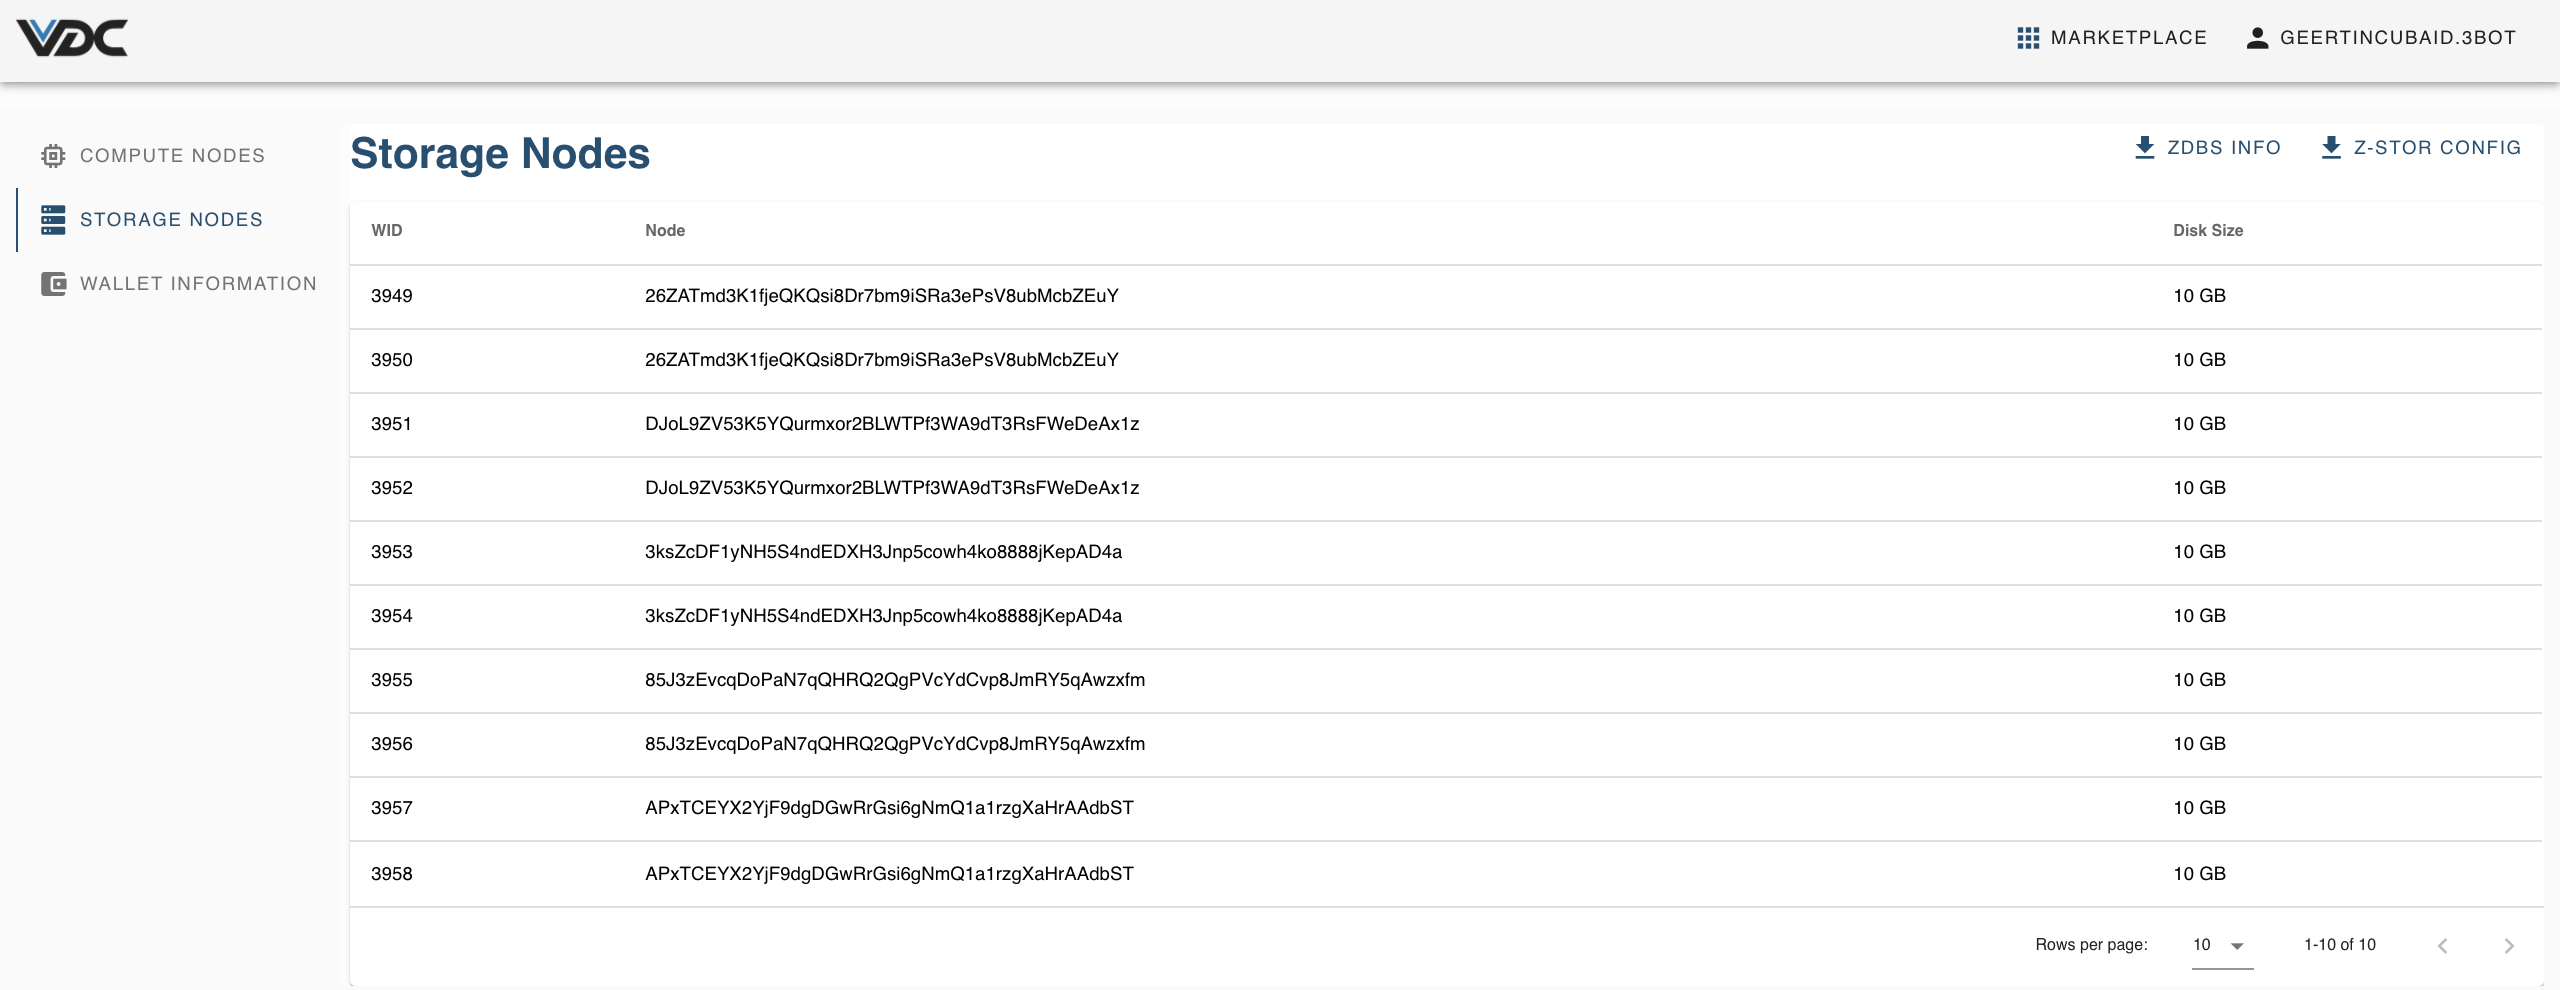 VDC
MARKETPLACE GEERTINCUBAID.3BOT
COMPUTE NODES
STORAGE NODES
WALLET INFORMATION
Storage Nodes
ZDBS INFO Z-STOR CONFIG
WID Node Disk Size
3949 26ZATmd3K1fjeQKQsi8Dr7bm9iSRa3ePsV8ubMcbZEuY 10 GB
3950 26ZATmd3K1fjeQKQsi8Dr7bm9iSRa3ePsV8ubMcbZEuY 10 GB
3951 DJoL9ZV53K5YQurmxor2BLWTPf3WA9dT3RsFWeDeAx1z 10 GB
3952 DJoL9ZV53K5YQurmxor2BLWTPf3WA9dT3RsFWeDeAx1z 10 GB
3953 3ksZcDF1yNH5S4ndEDXH3Jnp5cowh4ko8888jKepAD4a 10 GB
3954 3ksZcDF1yNH5S4ndEDXH3Jnp5cowh4ko8888jKepAD4a 10 GB
3955 85J3zEvcqDoPaN7qQHRQ2QgPVcYdCvp8JmRY5qAwzxfm 10 GB
3956 85J3zEvcqDoPaN7qQHRQ2QgPVcYdCvp8JmRY5qAwzxfm 10 GB
3957 APxTCEYX2YjF9dgDGwRrGsi6gNmQ1a1rzgXaHrAAdbST 10 GB
3958 APxTCEYX2YjF9dgDGwRrGsi6gNmQ1a1rzgXaHrAAdbST 10 GB
Rows per page: 10 1-10 of 10